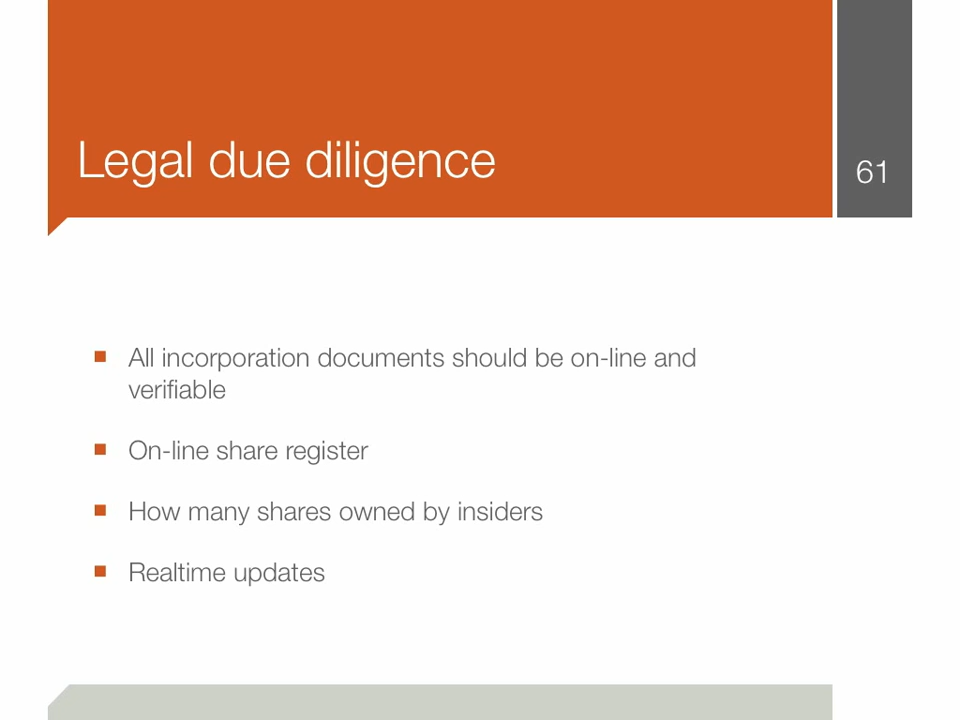 Legal due diligence
61
All incorporation documents should be on-line and
verifiable
On-line share register
How many shares owned by insiders
Realtime updates